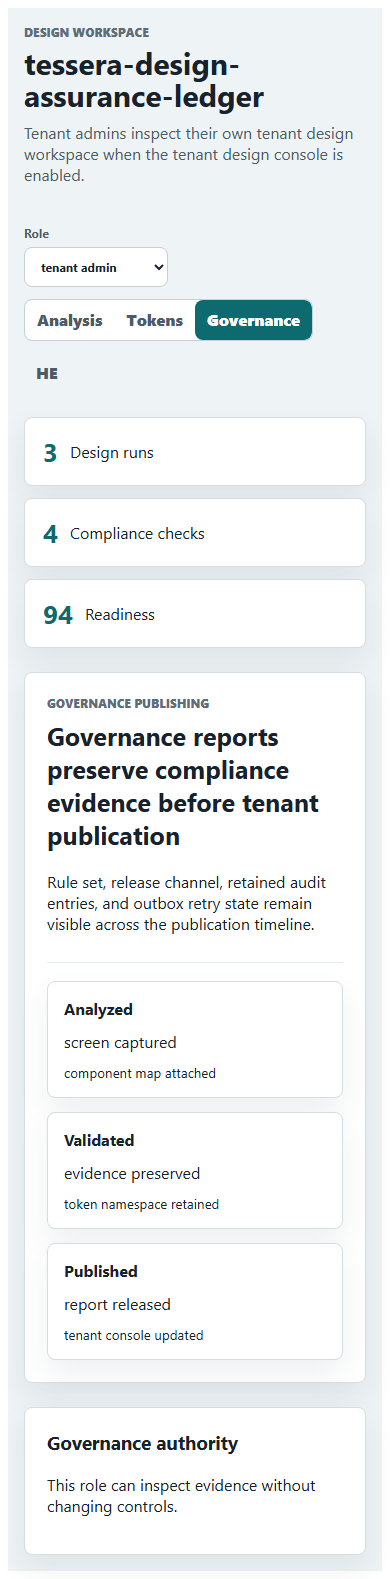 DESIGN WORKSPACE
tessera-design-
assurance-ledger
Tenant admins inspect their own tenant design
workspace when the tenant design console is
enabled.
Role
tenant admin
Analysis Tokens Governance
HE
3 Design runs
4 Compliance checks
94 Readiness
GOVERNANCE PUBLISHING
Governance reports
preserve compliance
evidence before tenant
publication
Rule set, release channel, retained audit
entries, and outbox retry state remain
visible across the publication timeline.
Analyzed
screen captured
component map attached
Validated
evidence preserved
token namespace retained
Published
report released
tenant console updated
Governance authority
This role can inspect evidence without
changing controls.